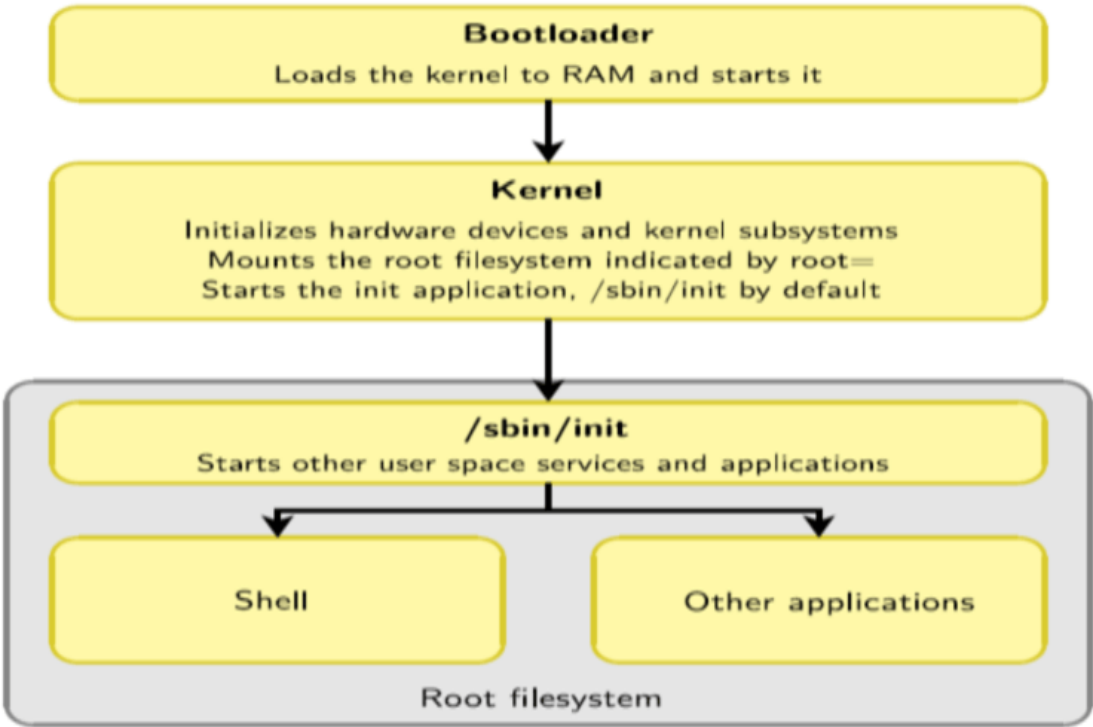 Bootloader
Loads the kernel to RAM and starts it
Kernel
Initializes hardware devices and kernel subsystems
Mounts the root filesystem indicated by root=
Starts the init application, /sbin/init by default
/sbin/init
Starts other user space services and applications
Shell
Other applications
Root filesystem